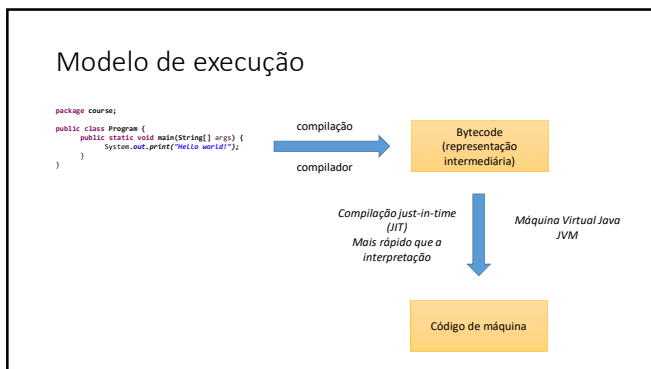 Modelo de execução
package course;
public class Program {
public static void main(String[] args) {
System.out.print("Hello world!");
}
}
compilação
compilador
Bytecode
(representação
intermediária)
Compilação just-in-time
(JIT)
Mais rápido que a
interpretação
Máquina Virtual Java
JVM
Código de máquina